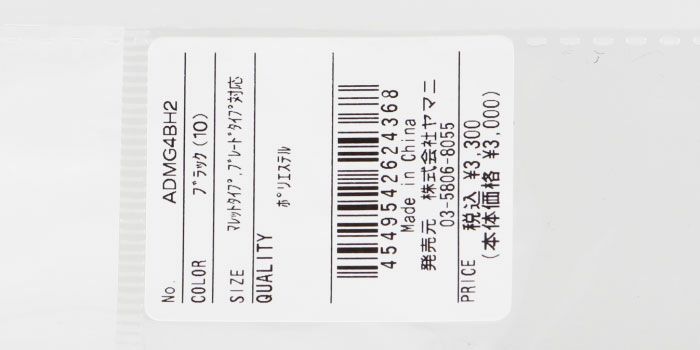 No. ADMG4BH2
COLOR ﾌﾞﾗｯｸ(10)
SIZE ﾏﾚｯﾄﾀｲﾌﾟ,ﾌﾞﾚｰﾄﾞﾀｲﾌﾟ対応
QUALITY
ﾎﾟﾘｴｽﾃﾙ
4549542624368
Made in China
発売元 株式会社ヤマニ
03-5806-8055
PRICE 税込 ¥3,300
(本体価格 ¥3,000)